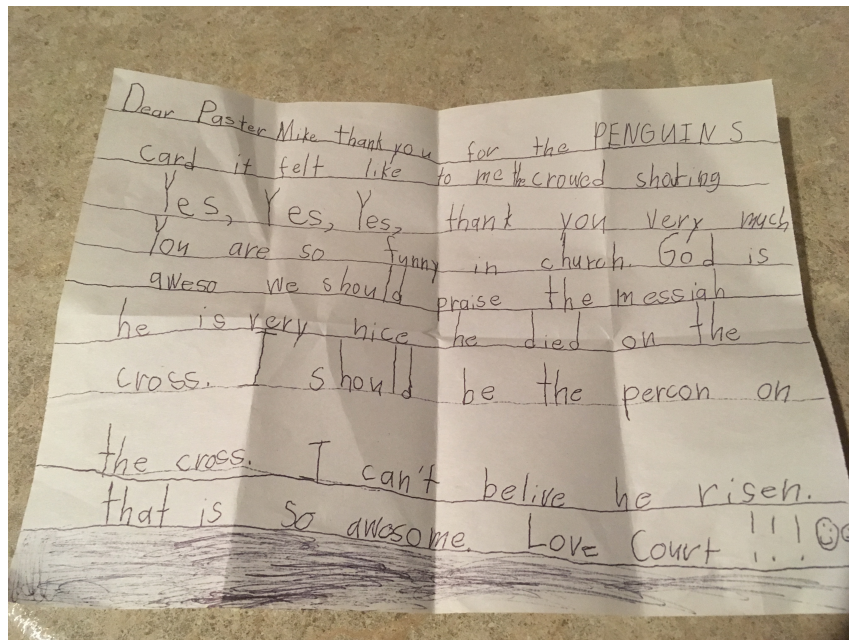 Dear Paster Mike thank you for the PENGUINS
card it felt like to me the crowed shating
Yes, Yes, Yes, thank you very much
You are so funny in church. God is
aweso we should praise the messiah
he is very nice he died on the
cross. I should be the percon on
the cross. I can't belive he risen.
that is so awosome. Love Court !!!